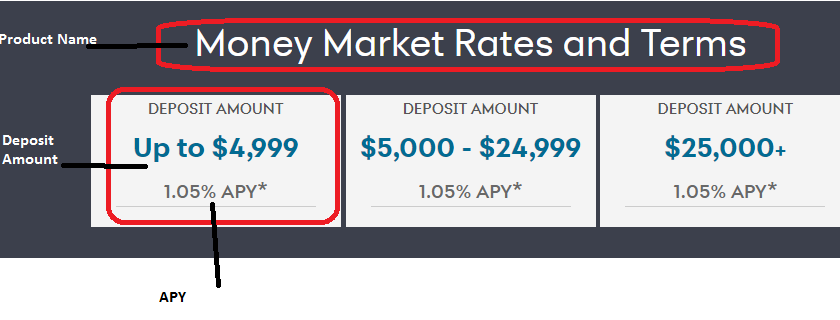 Product Name
Money Market Rates and Terms
Deposit
Amount
DEPOSIT AMOUNT
Up to $4,999
1.05% APY*
DEPOSIT AMOUNT
$5,000 - $24,999
1.05% APY*
DEPOSIT AMOUNT
$25,000+
1.05% APY*
APY